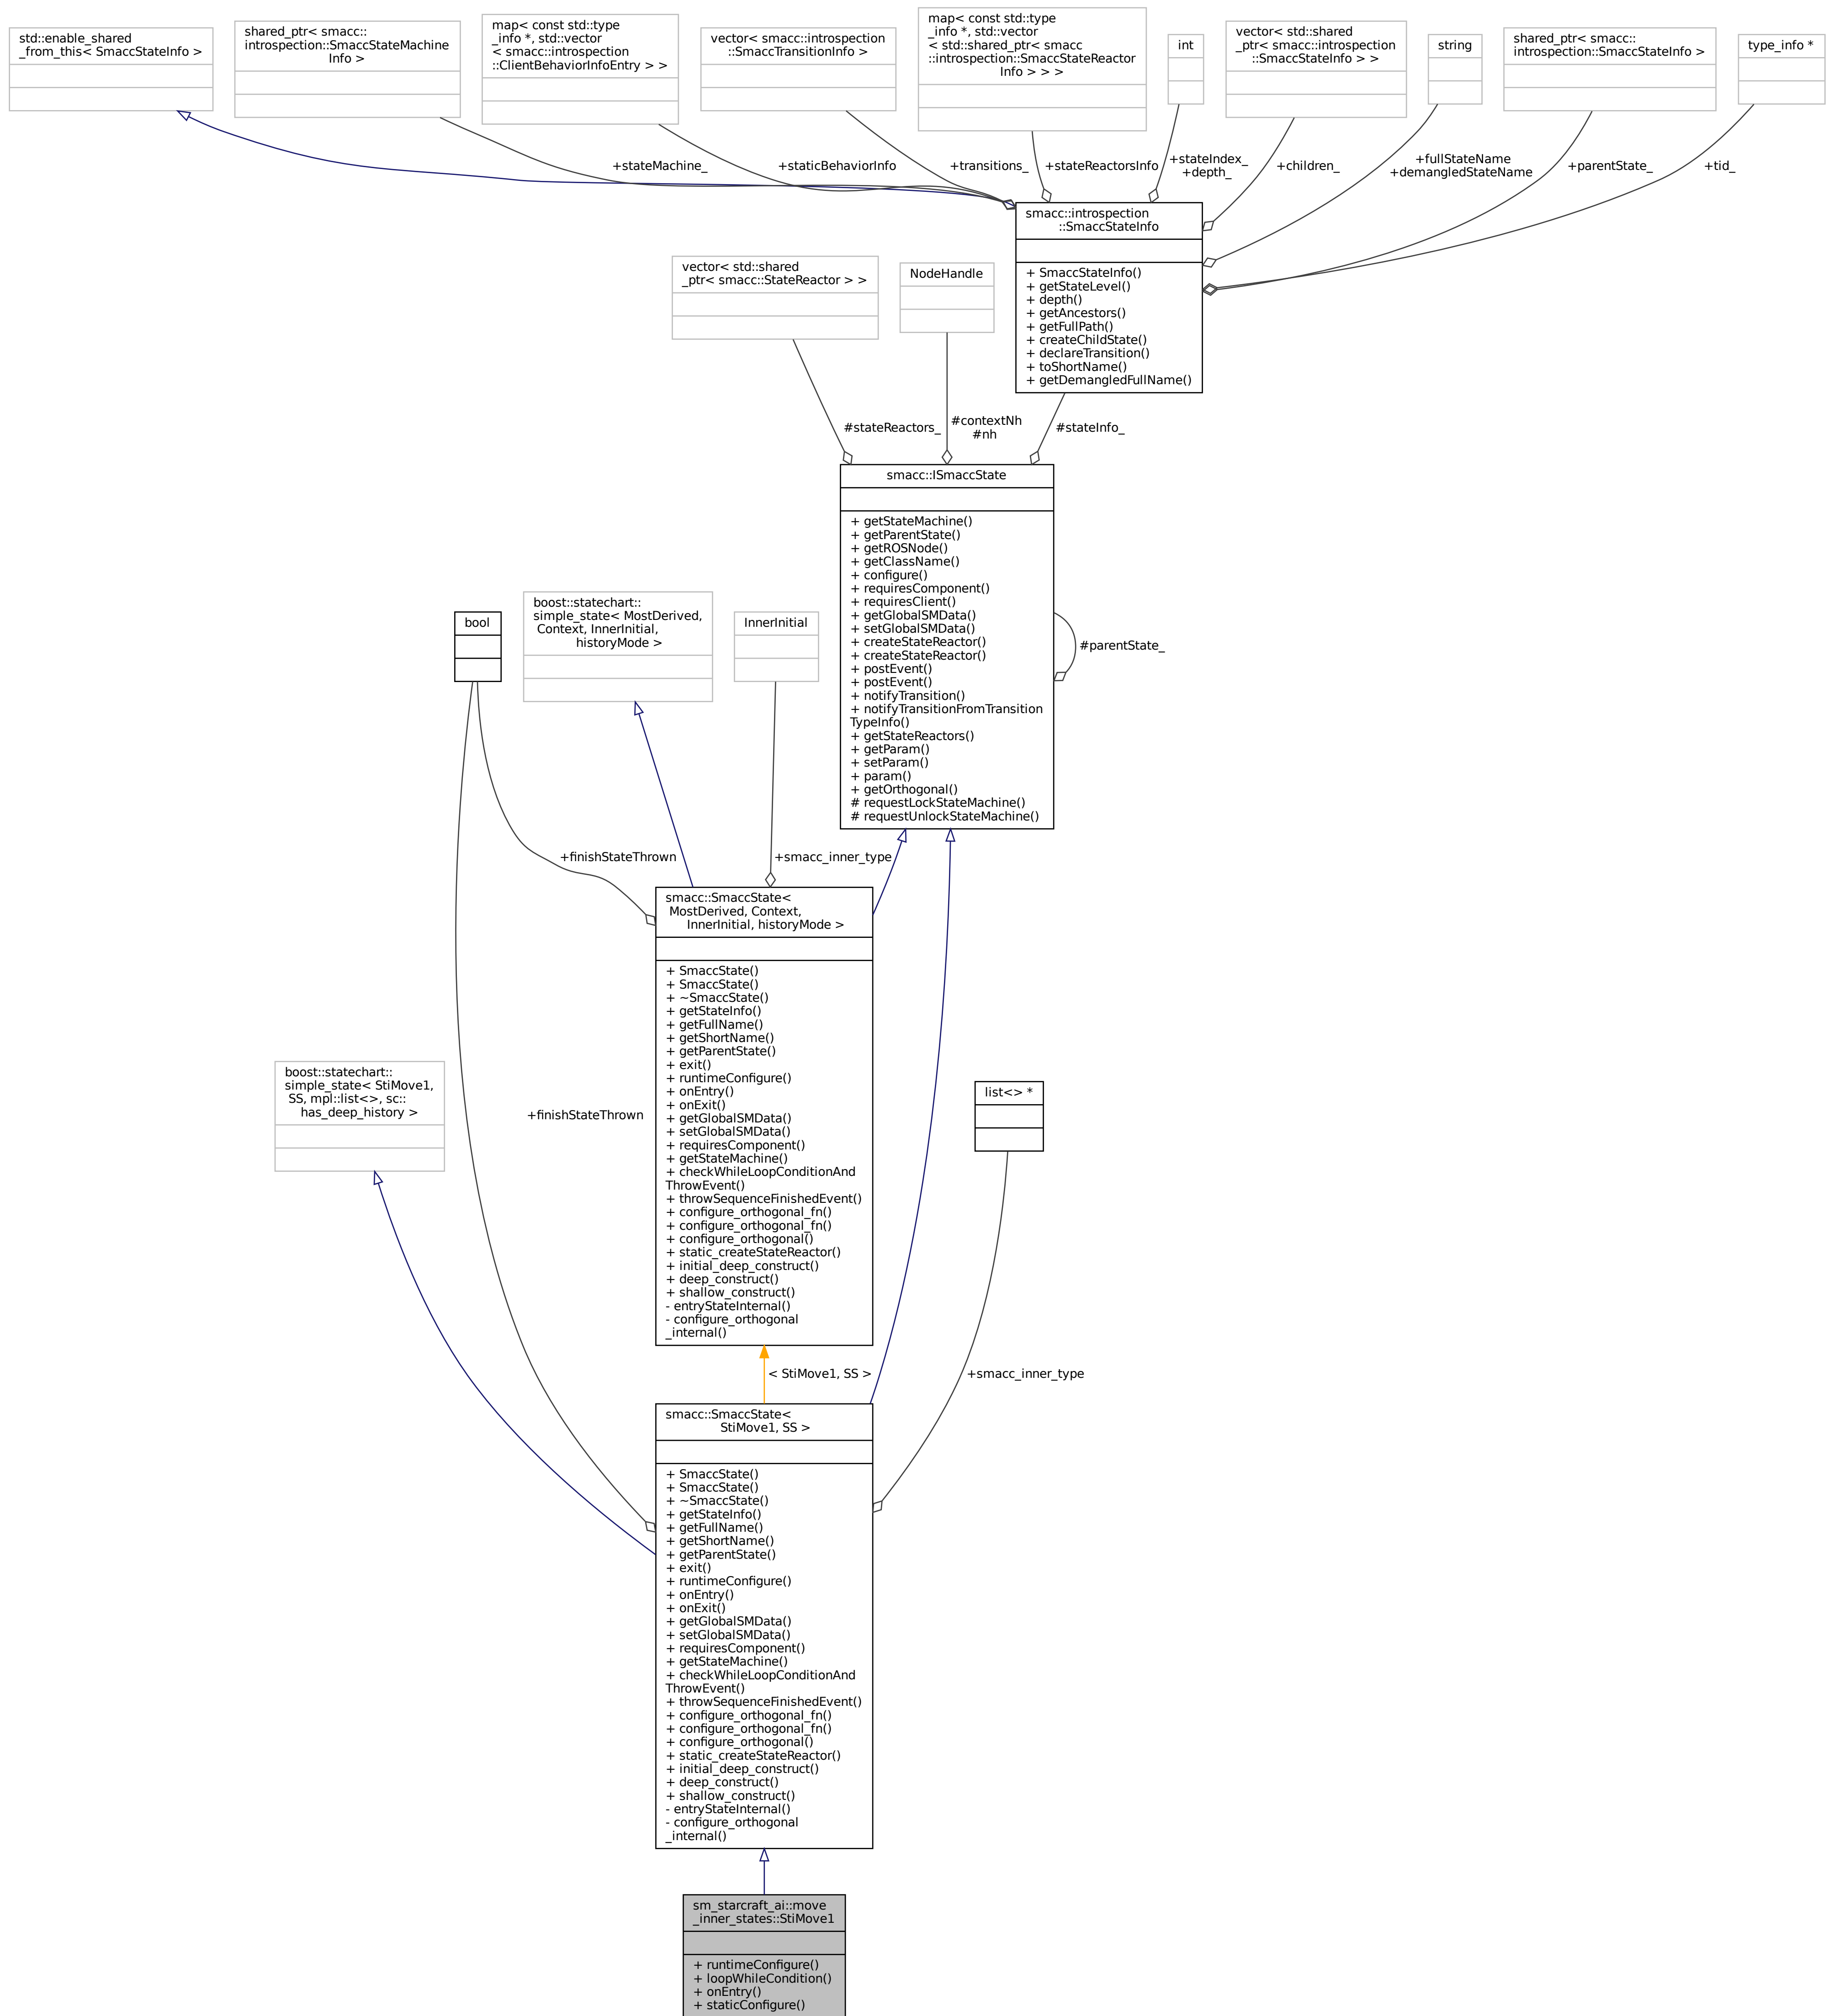 std::enable_shared
_from_this< SmaccStateInfo >
shared_ptr< smacc::
introspection::SmaccStateMachine
Info >
map< const std::type
_info *, std::vector
< smacc::introspection
::ClientBehaviorInfoEntry > >
vector< smacc::introspection
::SmaccTransitionInfo >
map< const std::type
_info *, std::vector
< std::shared_ptr< smacc
::introspection::SmaccStateReactor
Info > > >
int
vector< std::shared
_ptr< smacc::introspection
::SmaccStateInfo > >
string
shared_ptr< smacc::
introspection::SmaccStateInfo >
type_info *
+stateMachine_
+staticBehaviorInfo
+transitions_
+stateReactorsInfo
+stateIndex_
+depth_
+children_
+fullStateName
+demangledStateName
+parentState_
+tid_
smacc::introspection
::SmaccStateInfo
+ SmaccStateInfo()
+ getStateLevel()
+ depth()
+ getAncestors()
+ getFullPath()
+ createChildState()
+ declareTransition()
+ toShortName()
+ getDemangledFullName()
vector< std::shared
_ptr< smacc::StateReactor > >
NodeHandle
#stateReactors_
#contextNh
#nh
#stateInfo_
smacc::ISmaccState
+ getStateMachine()
+ getParentState()
+ getROSNode()
+ getClassName()
+ configure()
+ requiresComponent()
+ requiresClient()
+ getGlobalSMData()
+ setGlobalSMData()
+ createStateReactor()
+ createStateReactor()
+ postEvent()
+ postEvent()
+ notifyTransition()
+ notifyTransitionFromTransition
TypeInfo()
+ getStateReactors()
+ getParam()
+ setParam()
+ param()
+ getOrthogonal()
# requestLockStateMachine()
# requestUnlockStateMachine()
#parentState_
bool
boost::statechart::
simple_state< MostDerived,
Context, InnerInitial,
historyMode >
InnerInitial
+finishStateThrown
+smacc_inner_type
smacc::SmaccState<
MostDerived, Context,
InnerInitial, historyMode >
+ SmaccState()
+ SmaccState()
+ ~SmaccState()
+ getStateInfo()
+ getFullName()
+ getShortName()
+ getParentState()
+ exit()
+ runtimeConfigure()
+ onEntry()
+ onExit()
+ getGlobalSMData()
+ setGlobalSMData()
+ requiresComponent()
+ getStateMachine()
+ checkWhileLoopConditionAnd
ThrowEvent()
+ throwSequenceFinishedEvent()
+ configure_orthogonal_fn()
+ configure_orthogonal_fn()
+ configure_orthogonal()
+ static_createStateReactor()
+ initial_deep_construct()
+ deep_construct()
+ shallow_construct()
- entryStateInternal()
- configure_orthogonal
_internal()
boost::statechart::
simple_state< StiMove1,
SS, mpl::list<>, sc::
has_deep_history >
+finishStateThrown
list<> *
< StiMove1, SS >
+smacc_inner_type
smacc::SmaccState<
StiMove1, SS >
+ SmaccState()
+ SmaccState()
+ ~SmaccState()
+ getStateInfo()
+ getFullName()
+ getShortName()
+ getParentState()
+ exit()
+ runtimeConfigure()
+ onEntry()
+ onExit()
+ getGlobalSMData()
+ setGlobalSMData()
+ requiresComponent()
+ getStateMachine()
+ checkWhileLoopConditionAnd
ThrowEvent()
+ throwSequenceFinishedEvent()
+ configure_orthogonal_fn()
+ configure_orthogonal_fn()
+ configure_orthogonal()
+ static_createStateReactor()
+ initial_deep_construct()
+ deep_construct()
+ shallow_construct()
- entryStateInternal()
- configure_orthogonal
_internal()
sm_starcraft_ai::move
_inner_states::StiMove1
+ runtimeConfigure()
+ loopWhileCondition()
+ onEntry()
+ staticConfigure()